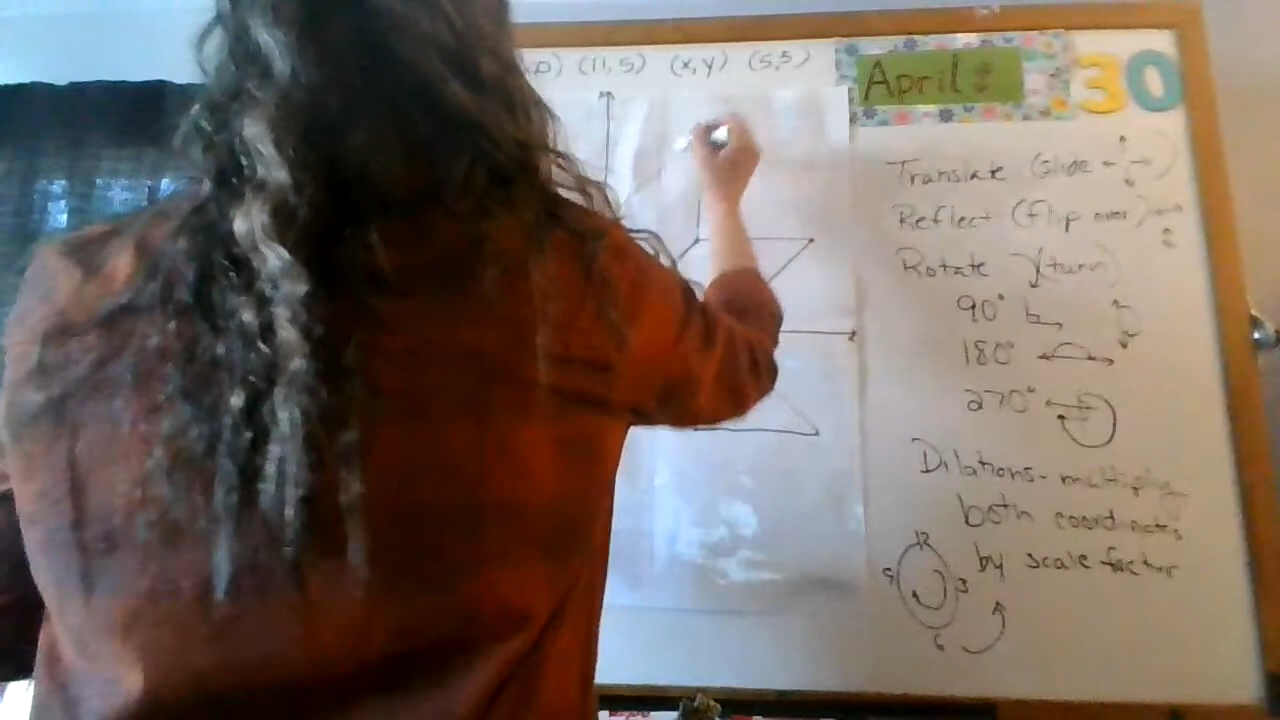 (11,5) (x,y) (5,5)
April: 30
Translate (slide
Reflect (flip over)
Rotate (turn)
90°
180°
270°
Dilations - multiply
both coordinates
by scale factor
12
9 3
6